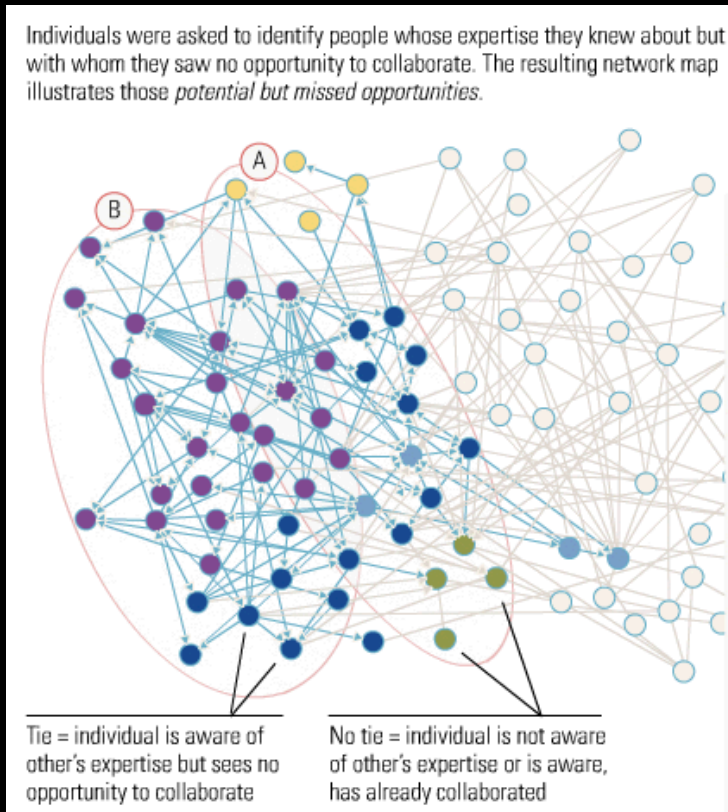 Individuals were asked to identify people whose expertise they knew about but
with whom they saw no opportunity to collaborate. The resulting network map
illustrates those potential but missed opportunities.
A
B
Tie = individual is aware of
other's expertise but sees no
opportunity to collaborate
No tie = individual is not aware
of other's expertise or is aware,
has already collaborated